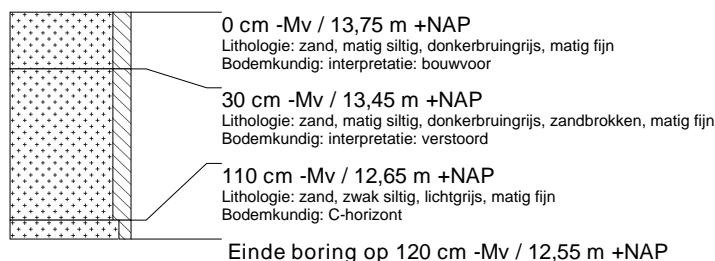 0 cm -Mv / 13,75 m +NAP
Lithologie: zand, matig siltig, donkerbruingrijs, matig fijn
Bodemkundig: interpretatie: bouwvoor
30 cm -Mv / 13,45 m +NAP
Lithologie: zand, matig siltig, donkerbruingrijs, zandbrokken, matig fijn
Bodemkundig: interpretatie: verstoord
110 cm -Mv / 12,65 m +NAP
Lithologie: zand, zwak siltig, lichtgrijs, matig fijn
Bodemkundig: C-horizont
Einde boring op 120 cm -Mv / 12,55 m +NAP